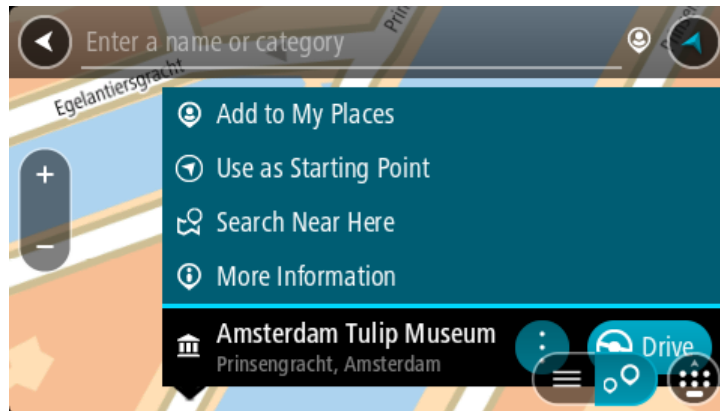 Enter a name or category
Egelantiersgracht
Add to My Places
Use as Starting Point
Search Near Here
More Information
Amsterdam Tulip Museum
Prinsengracht, Amsterdam
Drive